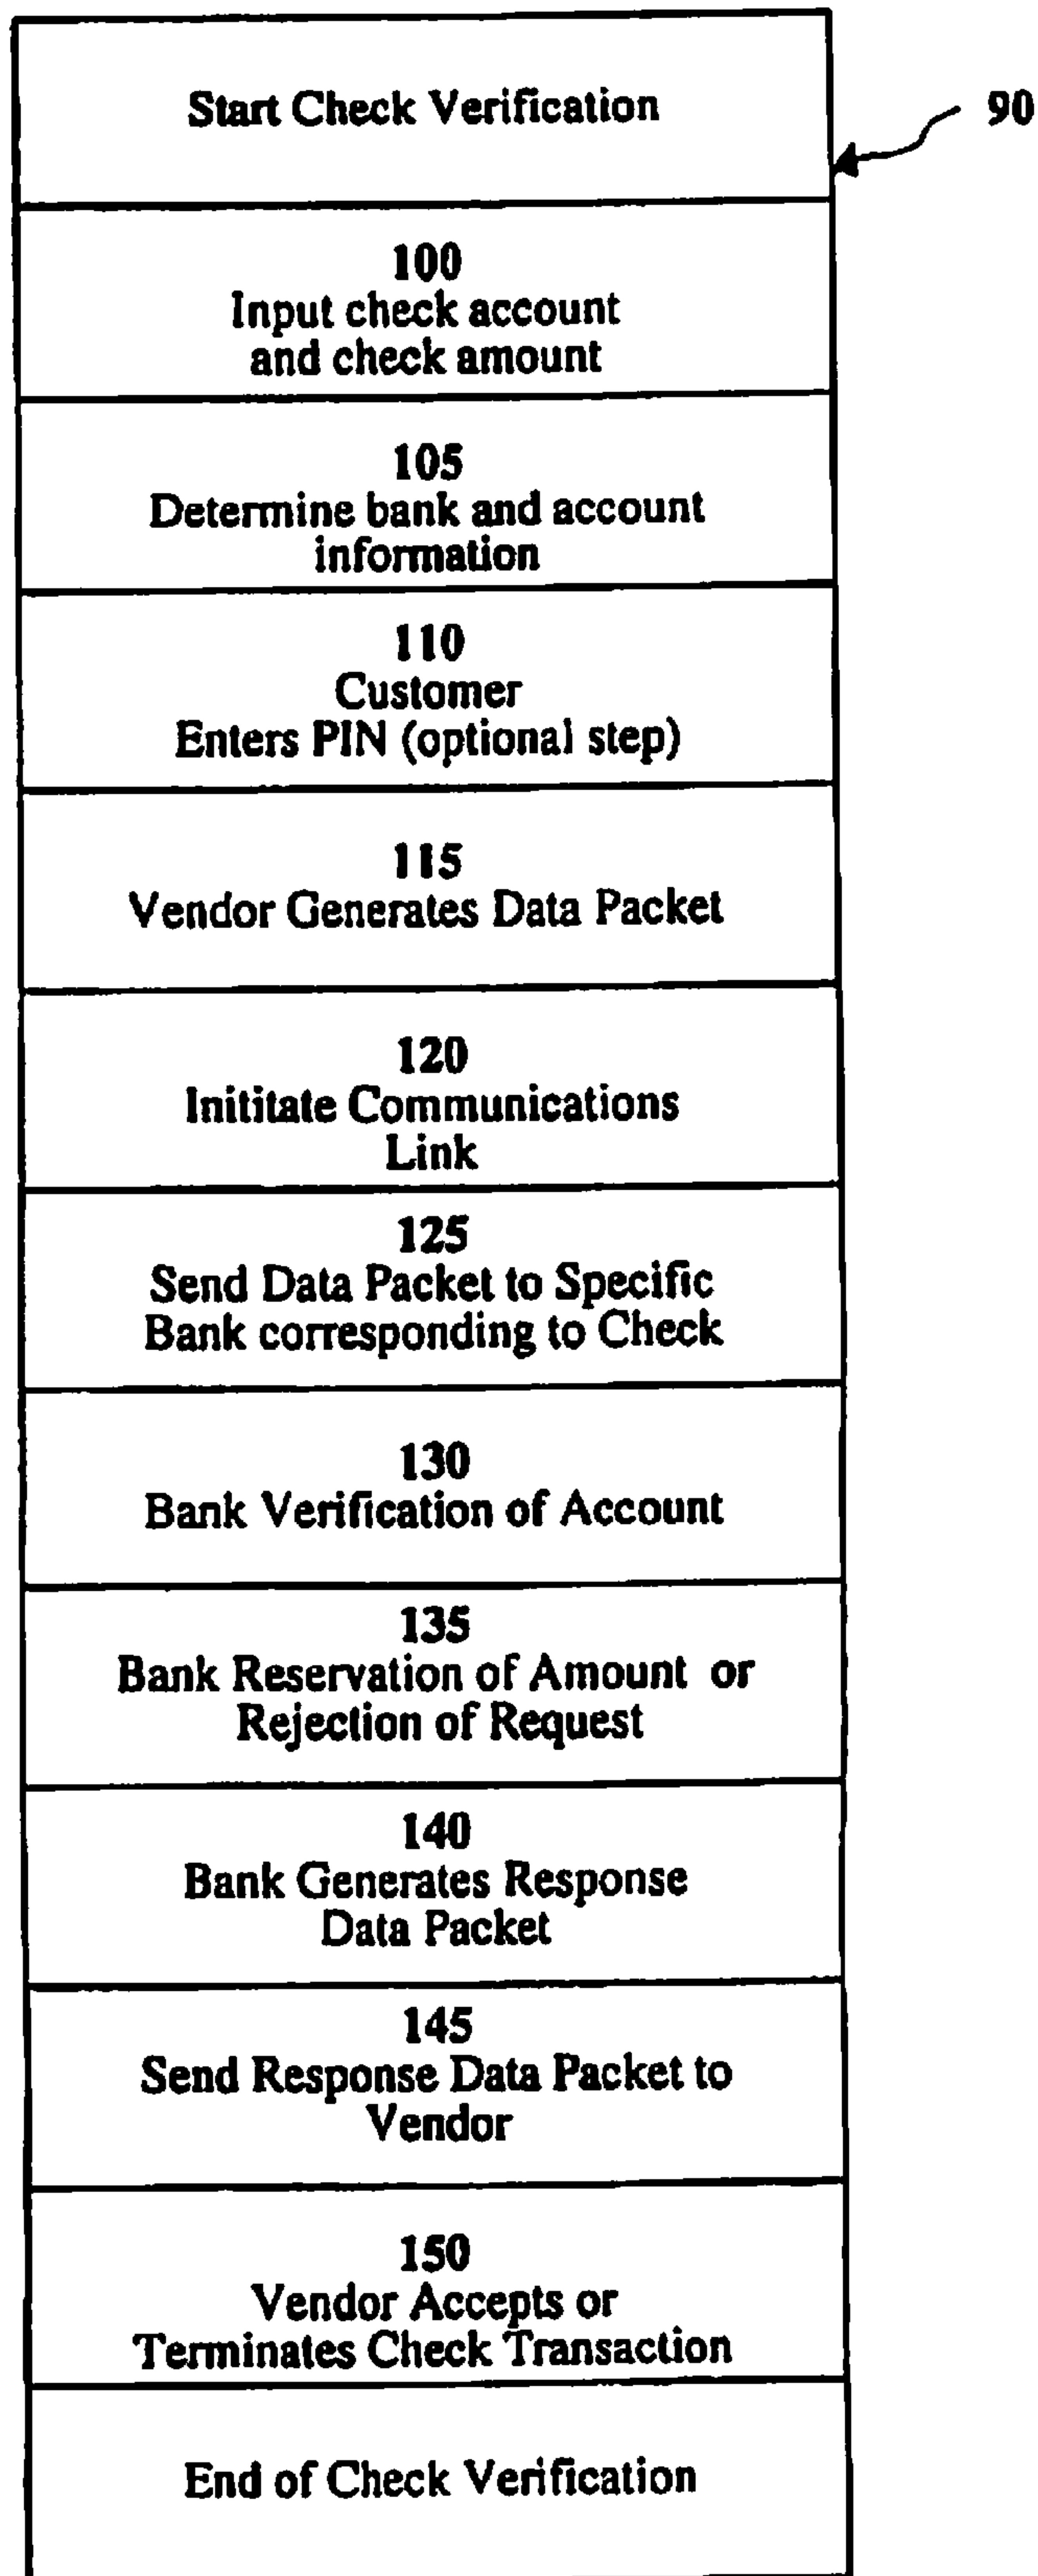 Start Check Verification
90
100
Input check account
and check amount
105
Determine bank and account
information
110
Customer
Enters PIN (optional step)
115
Vendor Generates Data Packet
120
Inititate Communications
Link
125
Send Data Packet to Specific
Bank corresponding to Check
130
Bank Verification of Account
135
Bank Reservation of Amount or
Rejection of Request
140
Bank Generates Response
Data Packet
145
Send Response Data Packet to
Vendor
150
Vendor Accepts or
Terminates Check Transaction
End of Check Verification